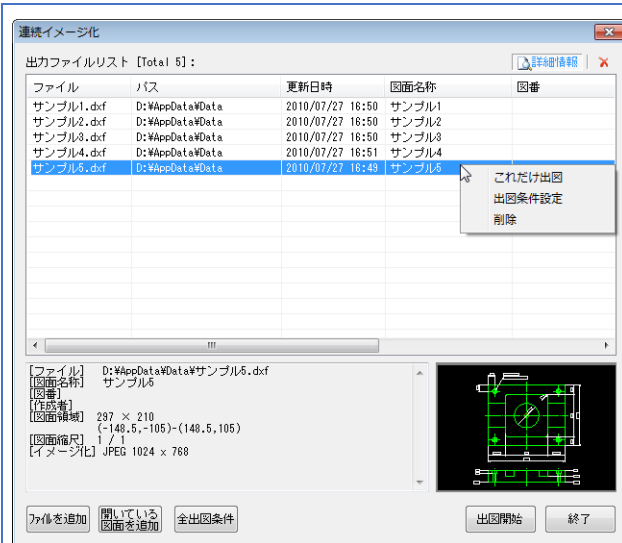 連続イメージ化
出力ファイルリスト [Total 5]:
詳細情報
ファイル パス 更新日時 図面名称 図番
サンプル1.dxf D:¥AppData¥Data 2010/07/27 16:50 サンプル1
サンプル2.dxf D:¥AppData¥Data 2010/07/27 16:50 サンプル2
サンプル3.dxf D:¥AppData¥Data 2010/07/27 16:50 サンプル3
サンプル4.dxf D:¥AppData¥Data 2010/07/27 16:51 サンプル4
サンプル5.dxf D:¥AppData¥Data 2010/07/27 16:49 サンプル5
これだけ出図
出図条件設定
削除
[ファイル] D:¥AppData¥Data¥サンプル5.dxf
[図面名称] サンプル5
[図番]
[作成者]
[図面領域] 297 × 210
(-148.5,-105)-(148.5,105)
[図面縮尺] 1 / 1
[イメージ化] JPEG 1024 x 768
ファイルを追加
開いている
図面を追加
全出図条件
出図開始
終了